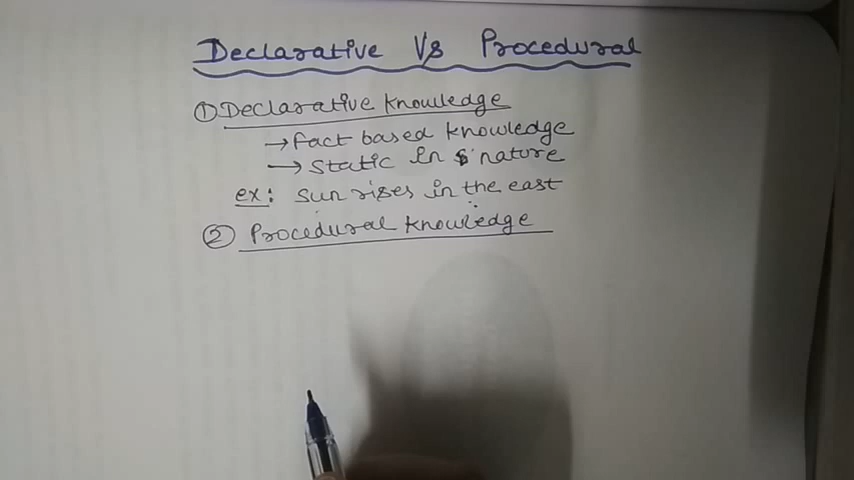 Declarative Vs Procedural
① Declarative knowledge
→ Fact based knowledge
→ static in nature
ex: sun rises in the east
② Procedural knowledge